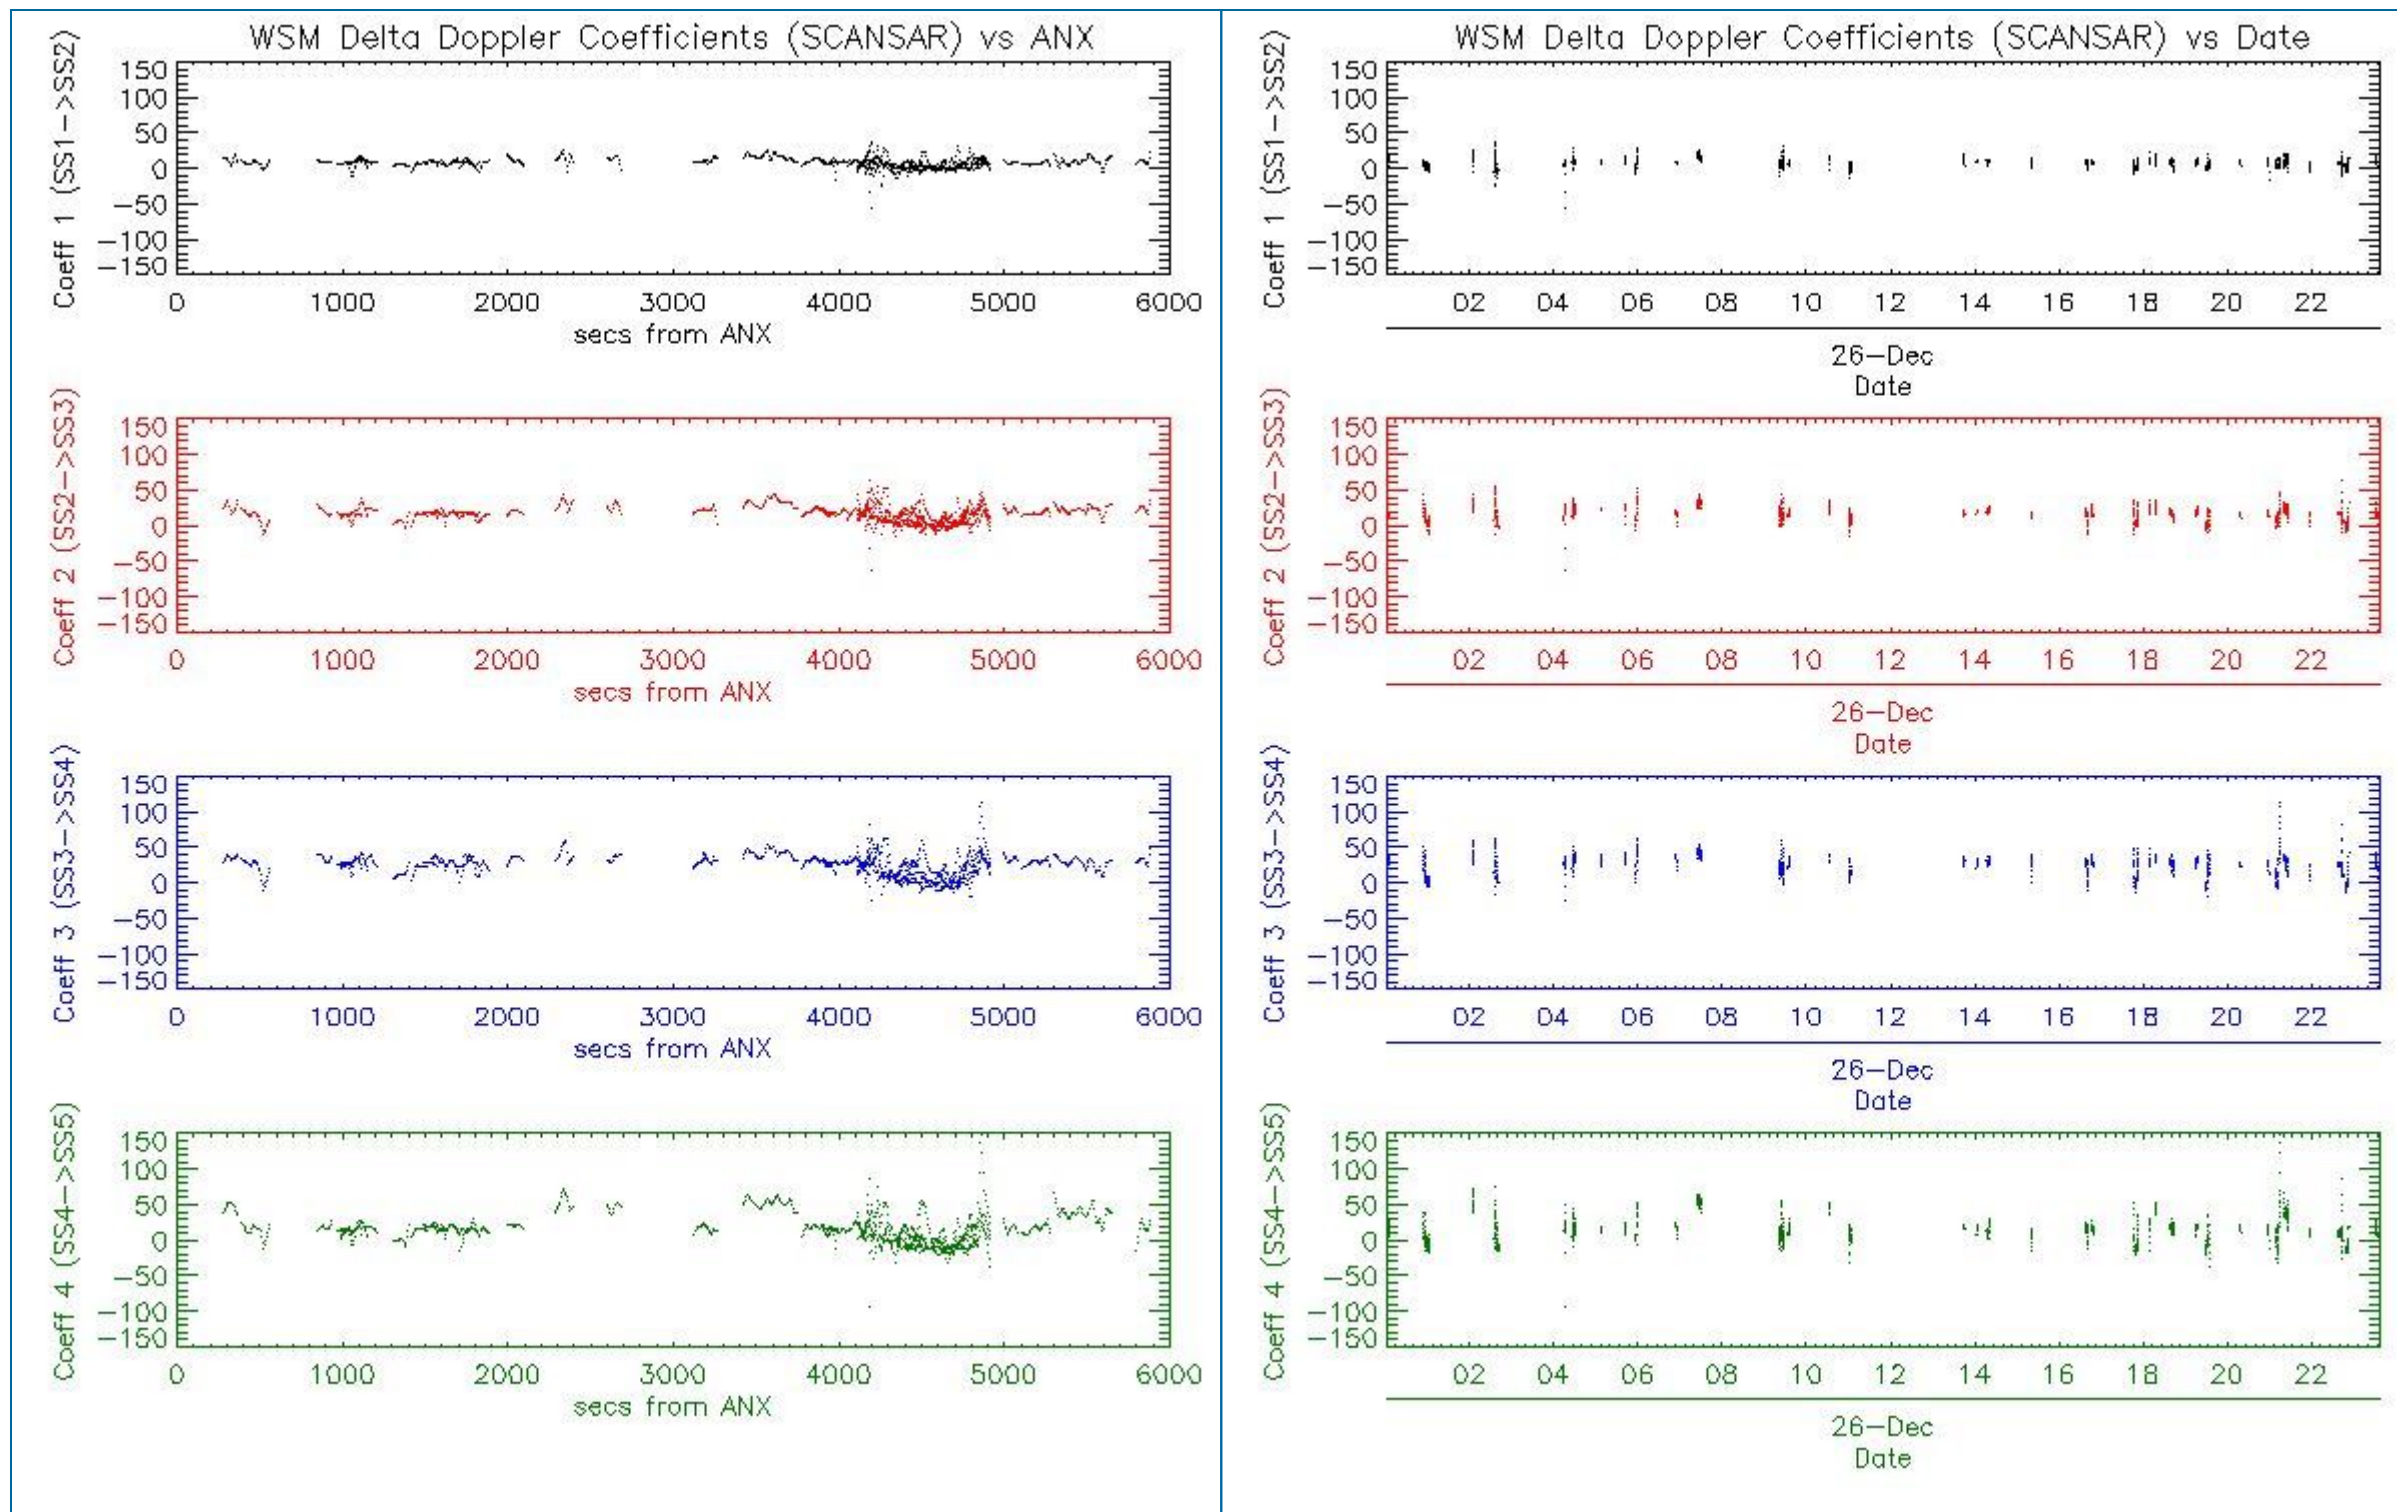 WSM Delta Doppler Coefficients (SCANSAR) vs ANX
Coeff 1 (SS1->SS2)
150
100
50
0
-50
-100
-150
0 1000 2000 3000 4000 5000 6000
secs from ANX
Coeff 2 (SS2->SS3)
150
100
50
0
-50
-100
-150
0 1000 2000 3000 4000 5000 6000
secs from ANX
Coeff 3 (SS3->SS4)
150
100
50
0
-50
-100
-150
0 1000 2000 3000 4000 5000 6000
secs from ANX
Coeff 4 (SS4->SS5)
150
100
50
0
-50
-100
-150
0 1000 2000 3000 4000 5000 6000
secs from ANX
WSM Delta Doppler Coefficients (SCANSAR) vs Date
Coeff 1 (SS1->SS2)
150
100
50
0
-50
-100
-150
02 04 06 08 10 12 14 16 18 20 22
26-Dec
Date
Coeff 2 (SS2->SS3)
150
100
50
0
-50
-100
-150
02 04 06 08 10 12 14 16 18 20 22
26-Dec
Date
Coeff 3 (SS3->SS4)
150
100
50
0
-50
-100
-150
02 04 06 08 10 12 14 16 18 20 22
26-Dec
Date
Coeff 4 (SS4->SS5)
150
100
50
0
-50
-100
-150
02 04 06 08 10 12 14 16 18 20 22
26-Dec
Date